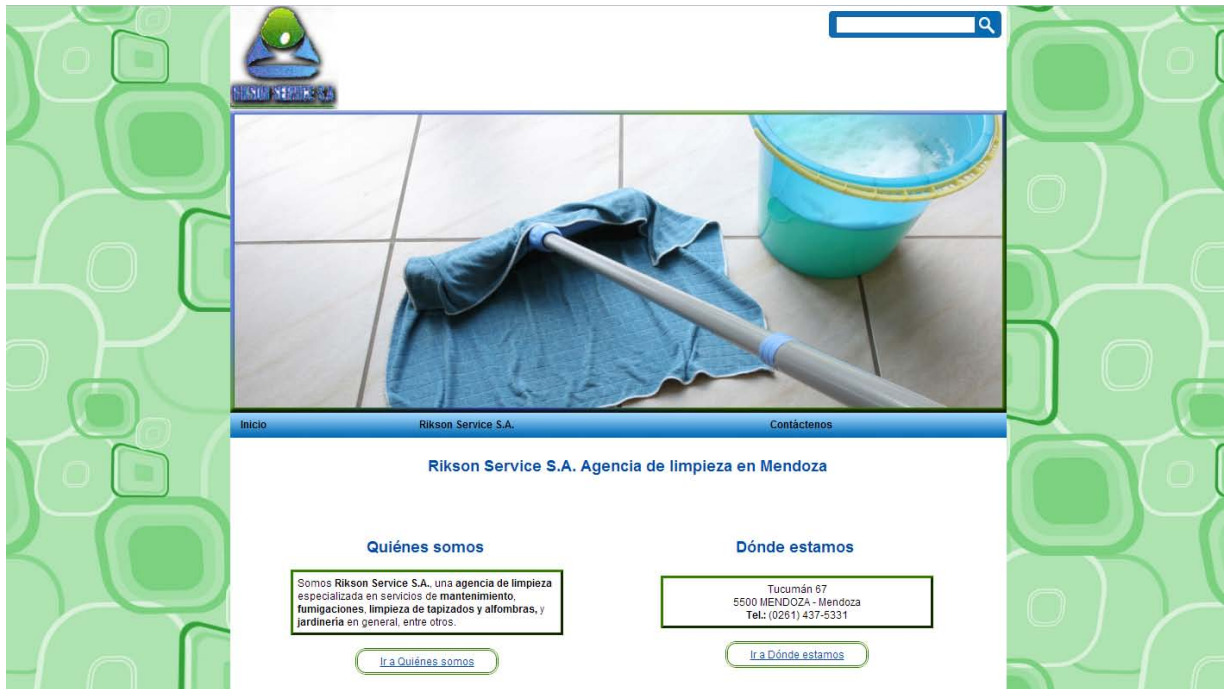 RIKSON SERVICE S.A
Inicio
Rikson Service S.A.
Contáctenos
Rikson Service S.A. Agencia de limpieza en Mendoza
Quiénes somos
Somos Rikson Service S.A., una agencia de limpieza
especializada en servicios de mantenimiento,
fumigaciones, limpieza de tapizados y alfombras, y
jardinería en general, entre otros.
Ir a Quiénes somos
Dónde estamos
Tucumán 67
5500 MENDOZA - Mendoza
Tel.: (0261) 437-5331
Ir a Dónde estamos